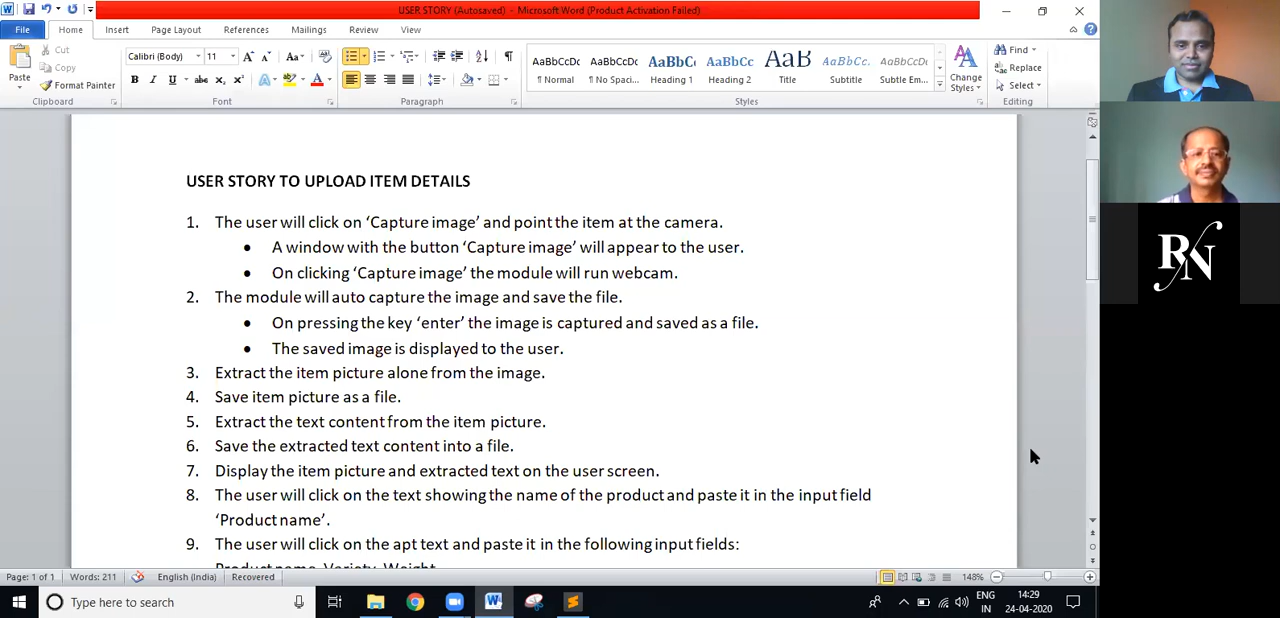 USER STORY (Autosaved) - Microsoft Word (Product Activation Failed)
File Home Insert Page Layout References Mailings Review View
Paste
Cut
Copy
Format Painter
Clipboard
Calibri (Body) 11
B I U abc x₂ x²
Font
Paragraph
AaBbCcDc AaBbCcDc AaBbCc AaBbCc AaB AaBbCc. AaBbCcDc
¶ Normal ¶ No Spaci... Heading 1 Heading 2 Title Subtitle Subtle Em...
Styles
Change Styles
Find
Replace
Select
Editing
USER STORY TO UPLOAD ITEM DETAILS
1. The user will click on ‘Capture image’ and point the item at the camera.
• A window with the button ‘Capture image’ will appear to the user.
• On clicking ‘Capture image’ the module will run webcam.
2. The module will auto capture the image and save the file.
• On pressing the key ‘enter’ the image is captured and saved as a file.
• The saved image is displayed to the user.
3. Extract the item picture alone from the image.
4. Save item picture as a file.
5. Extract the text content from the item picture.
6. Save the extracted text content into a file.
7. Display the item picture and extracted text on the user screen.
8. The user will click on the text showing the name of the product and paste it in the input field
‘Product name’.
9. The user will click on the apt text and paste it in the following input fields:
Product name, Variety, Weight
RN
Page: 1 of 1 Words: 211 English (India) Recovered 148%
Type here to search
ENG
IN
14:29
24-04-2020